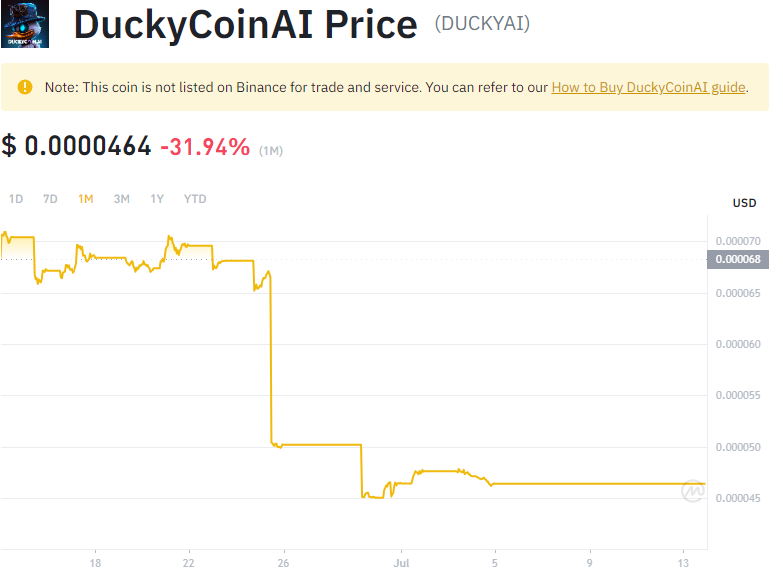 DUCKYCOINAI
DuckyCoinAI Price (DUCKYAI)
Note: This coin is not listed on Binance for trade and service. You can refer to our How to Buy DuckyCoinAI guide.
$ 0.0000464 -31.94% (1M)
1D 7D 1M 3M 1Y YTD
USD
0.000070
0.000068
0.000065
0.000060
0.000055
0.000050
0.000045
18 22 26 Jul 5 9 13